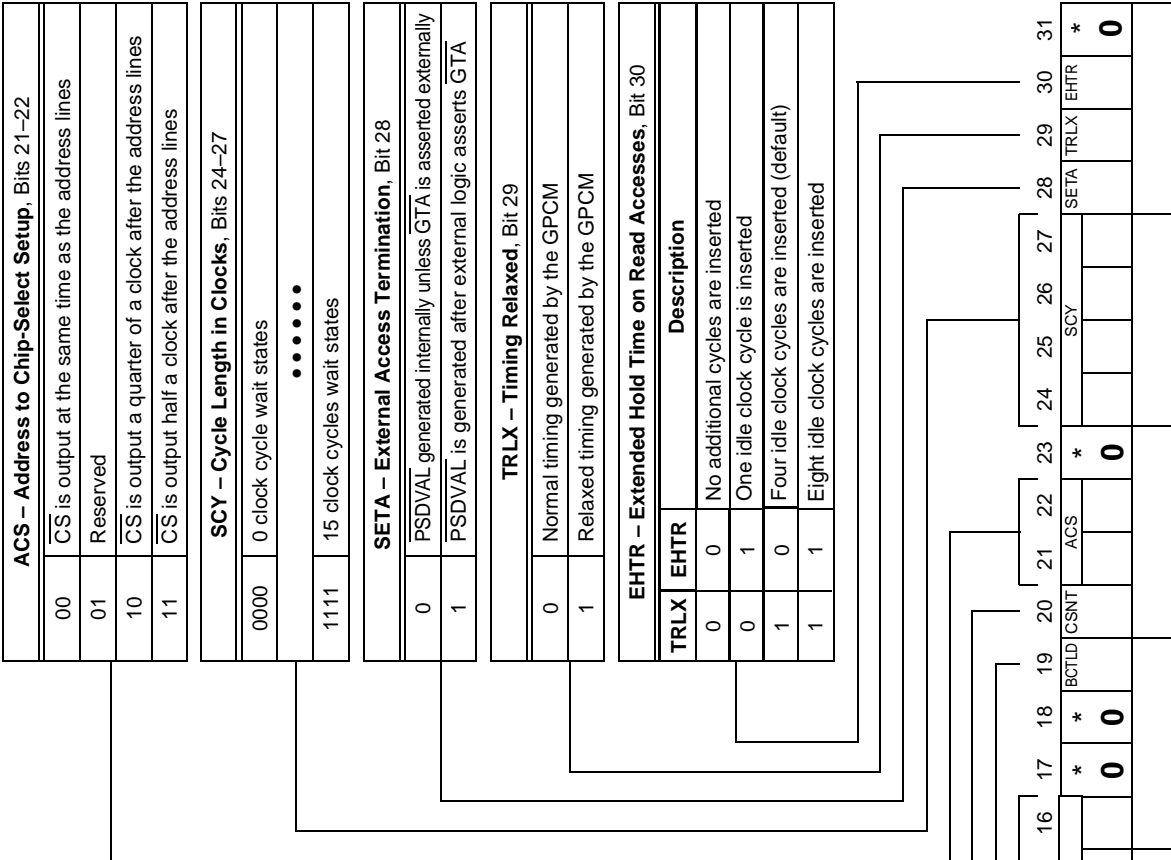 ACS – Address to Chip-Select Setup, Bits 21–22
00 CS is output at the same time as the address lines
01 Reserved
10 CS is output a quarter of a clock after the address lines
11 CS is output half a clock after the address lines
SCY – Cycle Length in Clocks, Bits 24–27
0000 0 clock cycle wait states
••••••
1111 15 clock cycles wait states
SETA – External Access Termination, Bit 28
0 PSDVAL generated internally unless GTA is asserted externally
1 PSDVAL is generated after external logic asserts GTA
TRLX – Timing Relaxed, Bit 29
0 Normal timing generated by the GPCM
1 Relaxed timing generated by the GPCM
EHTR – Extended Hold Time on Read Accesses, Bit 30
TRLX EHTR Description
0 0 No additional cycles are inserted
0 1 One idle clock cycle is inserted
1 0 Four idle clock cycles are inserted (default)
1 1 Eight idle clock cycles are inserted
16 17 18 19 20 21 22 23 24 25 26 27 28 29 30 31
* * BCTLD CSNT ACS * SCY SETA TRLX EHTR *
0 0 0 0